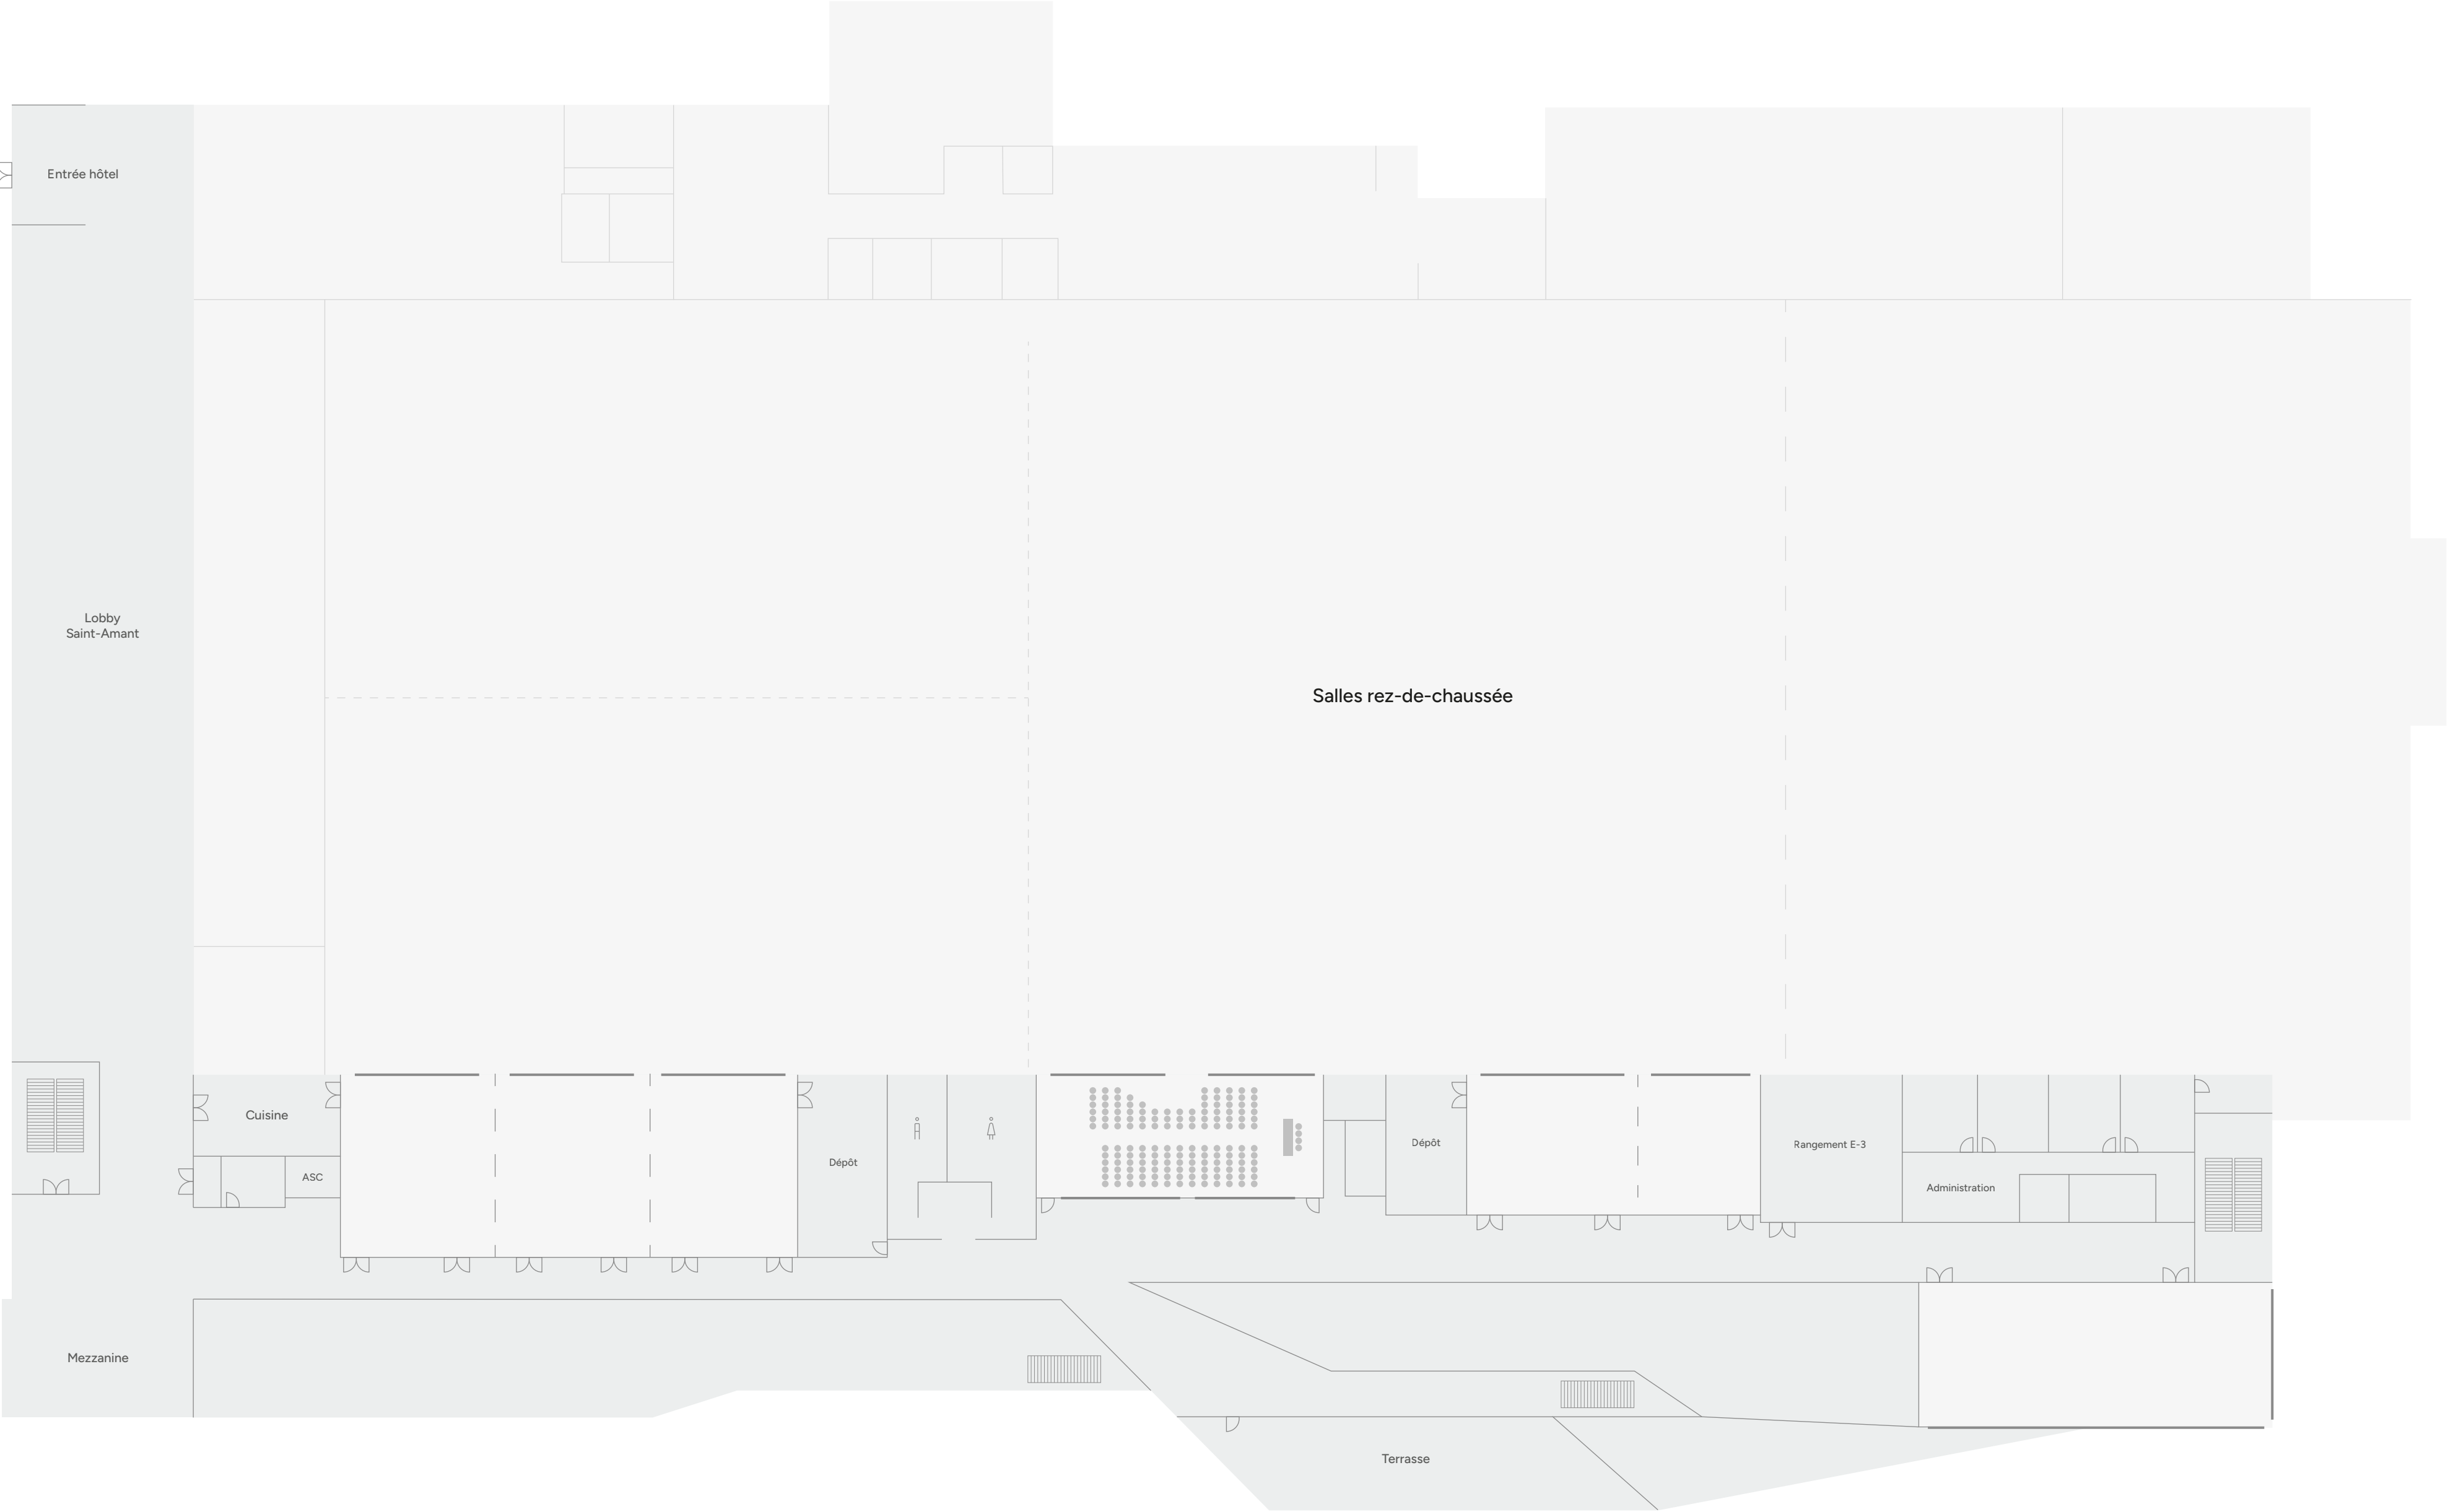 Entrée hôtel
Lobby
Saint-Amant
Salles rez-de-chaussée
Cuisine
ASC
Dépôt
Dépôt
Rangement E-3
Administration
Mezzanine
Terrasse